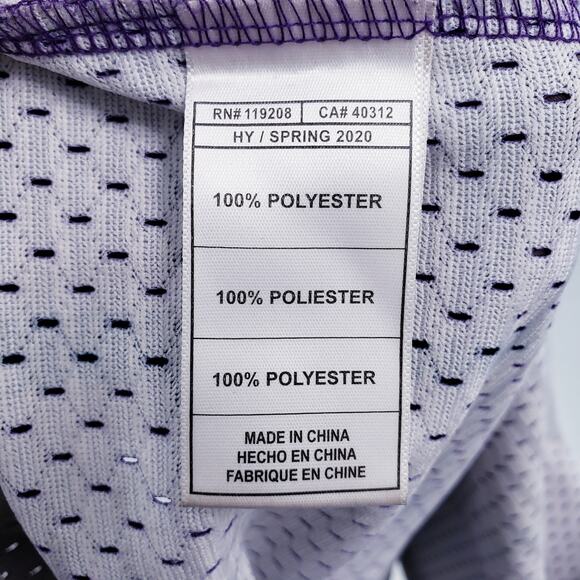 RN# 119208 CA# 40312
HY / SPRING 2020
100% POLYESTER
100% POLIESTER
100% POLYESTER
MADE IN CHINA
HECHO EN CHINA
FABRIQUE EN CHINE